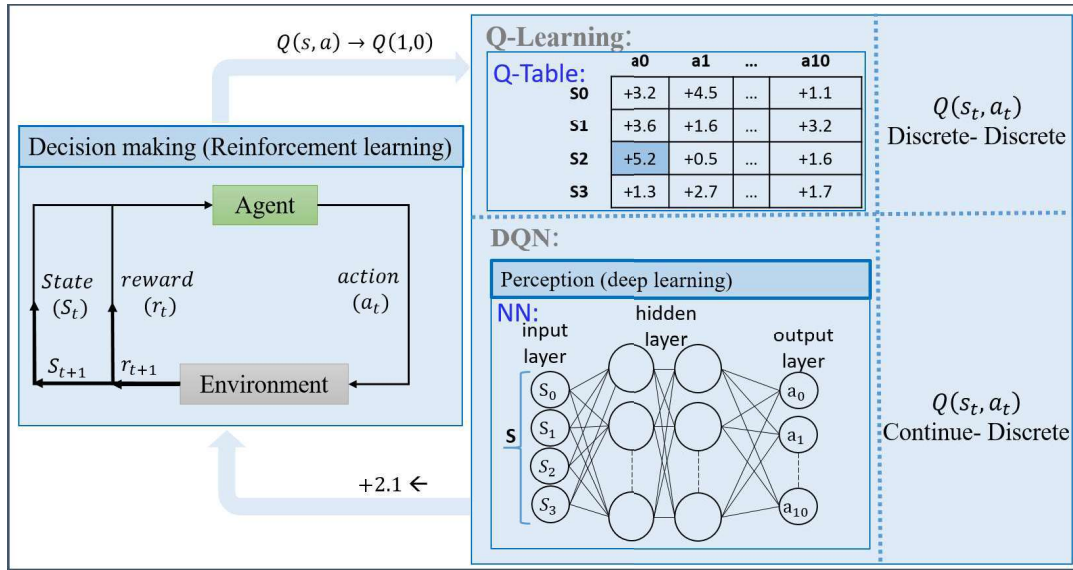 Q(s, a) → Q(1,0)
Decision making (Reinforcement learning)
Agent
State
(S_t)
reward
(r_t)
action
(a_t)
S_{t+1}
r_{t+1}
Environment
+2.1 ←
Q-Learning:
Q-Table:
a0 a1 ... a10
S0 +3.2 +4.5 ... +1.1
S1 +3.6 +1.6 ... +3.2
S2 +5.2 +0.5 ... +1.6
S3 +1.3 +2.7 ... +1.7
Q(s_t, a_t)
Discrete- Discrete
DQN:
Perception (deep learning)
NN:
input
layer
hidden
layer
output
layer
S
S_0
S_1
S_2
S_3
a_0
a_1
a_10
Q(s_t, a_t)
Continue- Discrete